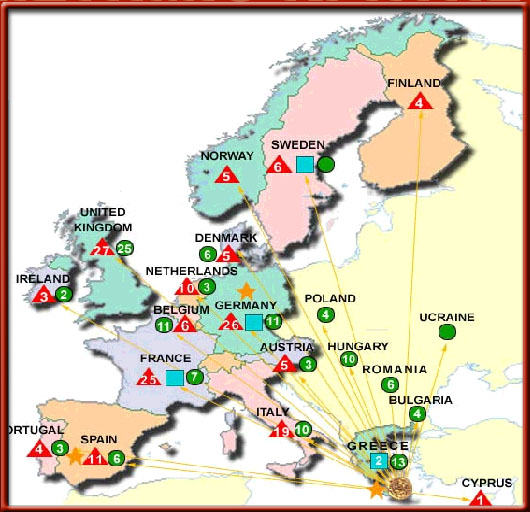 FINLAND
4
NORWAY
SWEDEN
5
6
UNITED
KINGDOM
27
25
DENMARK
6
5
IRELAND
3
2
NETHERLANDS
10
3
BELGIUM
11
6
GERMANY
26
11
POLAND
4
UCRAINE
FRANCE
25
7
AUSTRIA
5
3
HUNGARY
10
ROMANIA
6
BULGARIA
4
ITALY
19
10
ORTUGAL
4
3
SPAIN
11
6
GREECE
2
13
CYPRUS
1